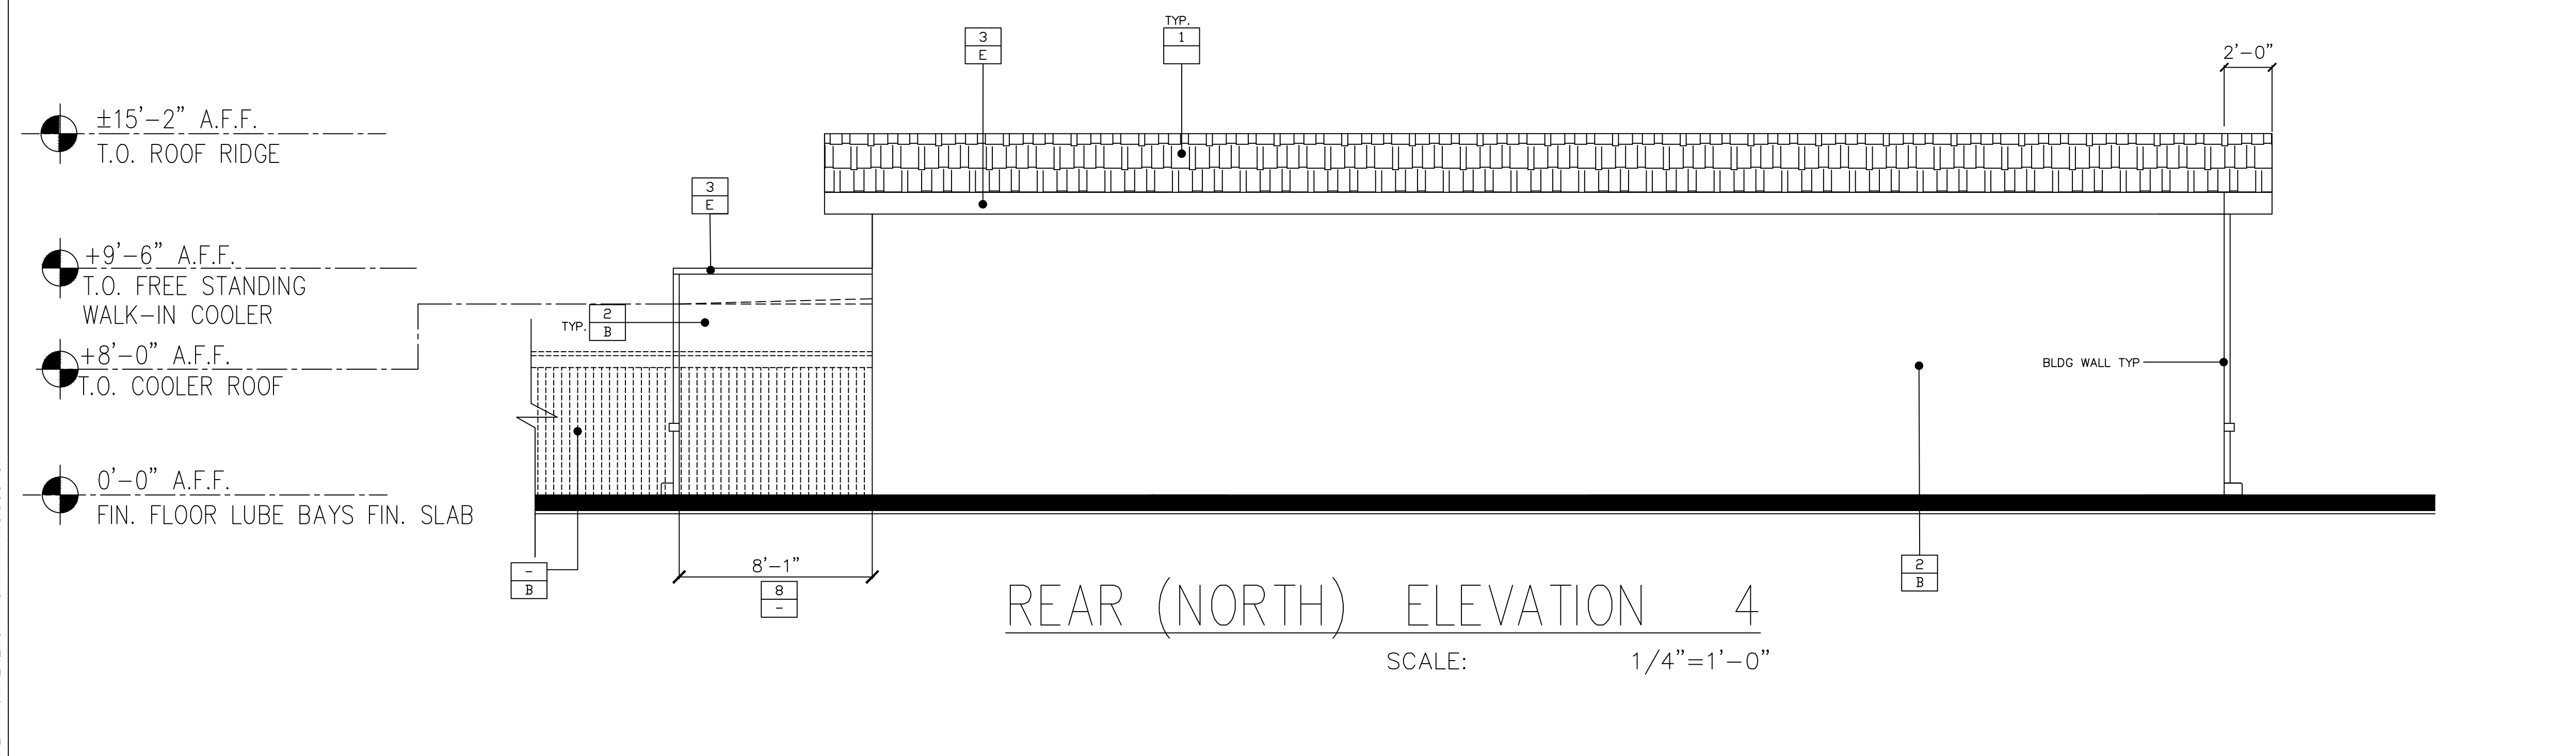 TYP.
3
E
1
2'-0"
±15'-2" A.F.F.
T.O. ROOF RIDGE
3
E
+9'-6" A.F.F.
T.O. FREE STANDING
WALK-IN COOLER
TYP.
2
B
+8'-0" A.F.F.
T.O. COOLER ROOF
BLDG WALL TYP
0'-0" A.F.F.
FIN. FLOOR LUBE BAYS FIN. SLAB
-
B
8'-1"
8
-
2
B
REAR (NORTH) ELEVATION 4
SCALE: 1/4"=1'-0"